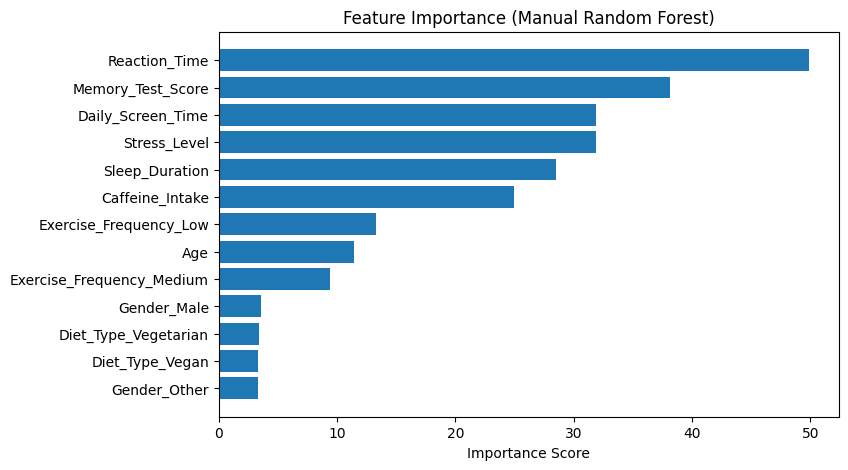 Feature Importance (Manual Random Forest)
Reaction_Time
Memory_Test_Score
Daily_Screen_Time
Stress_Level
Sleep_Duration
Caffeine_Intake
Exercise_Frequency_Low
Age
Exercise_Frequency_Medium
Gender_Male
Diet_Type_Vegetarian
Diet_Type_Vegan
Gender_Other
0 10 20 30 40 50
Importance Score